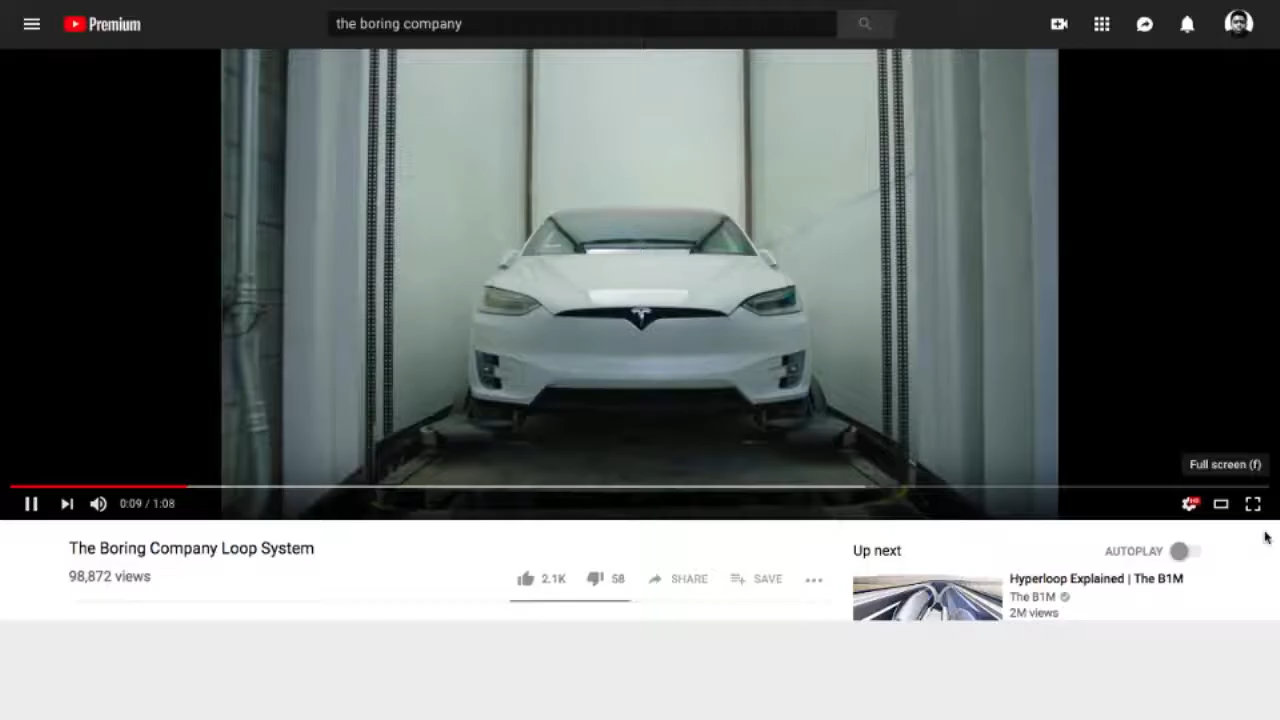 Premium
the boring company
Full screen (f)
0:09 / 1:08
HD
The Boring Company Loop System
98,872 views
2.1K
58
SHARE
SAVE
Up next
AUTOPLAY
Hyperloop Explained | The B1M
The B1M
2M views